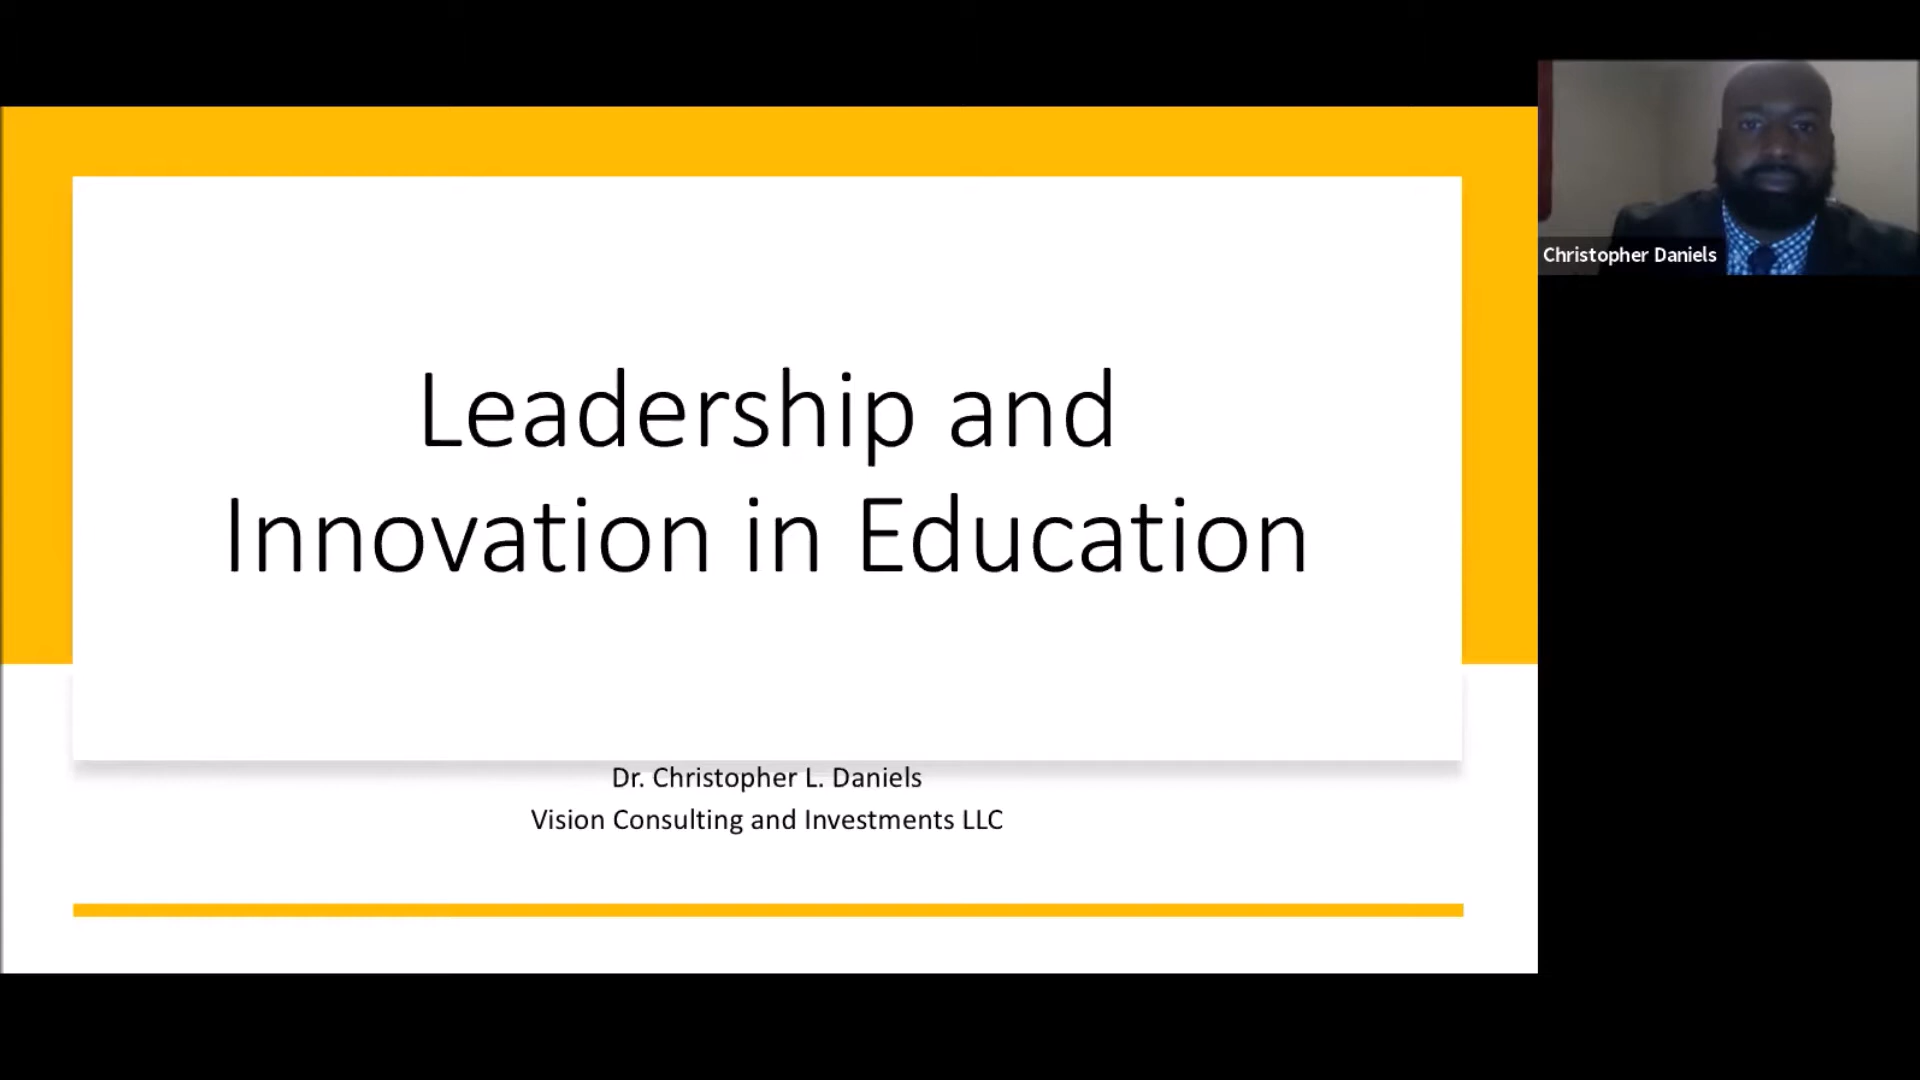 Leadership and
Innovation in Education
Dr. Christopher L. Daniels
Vision Consulting and Investments LLC
Christopher Daniels